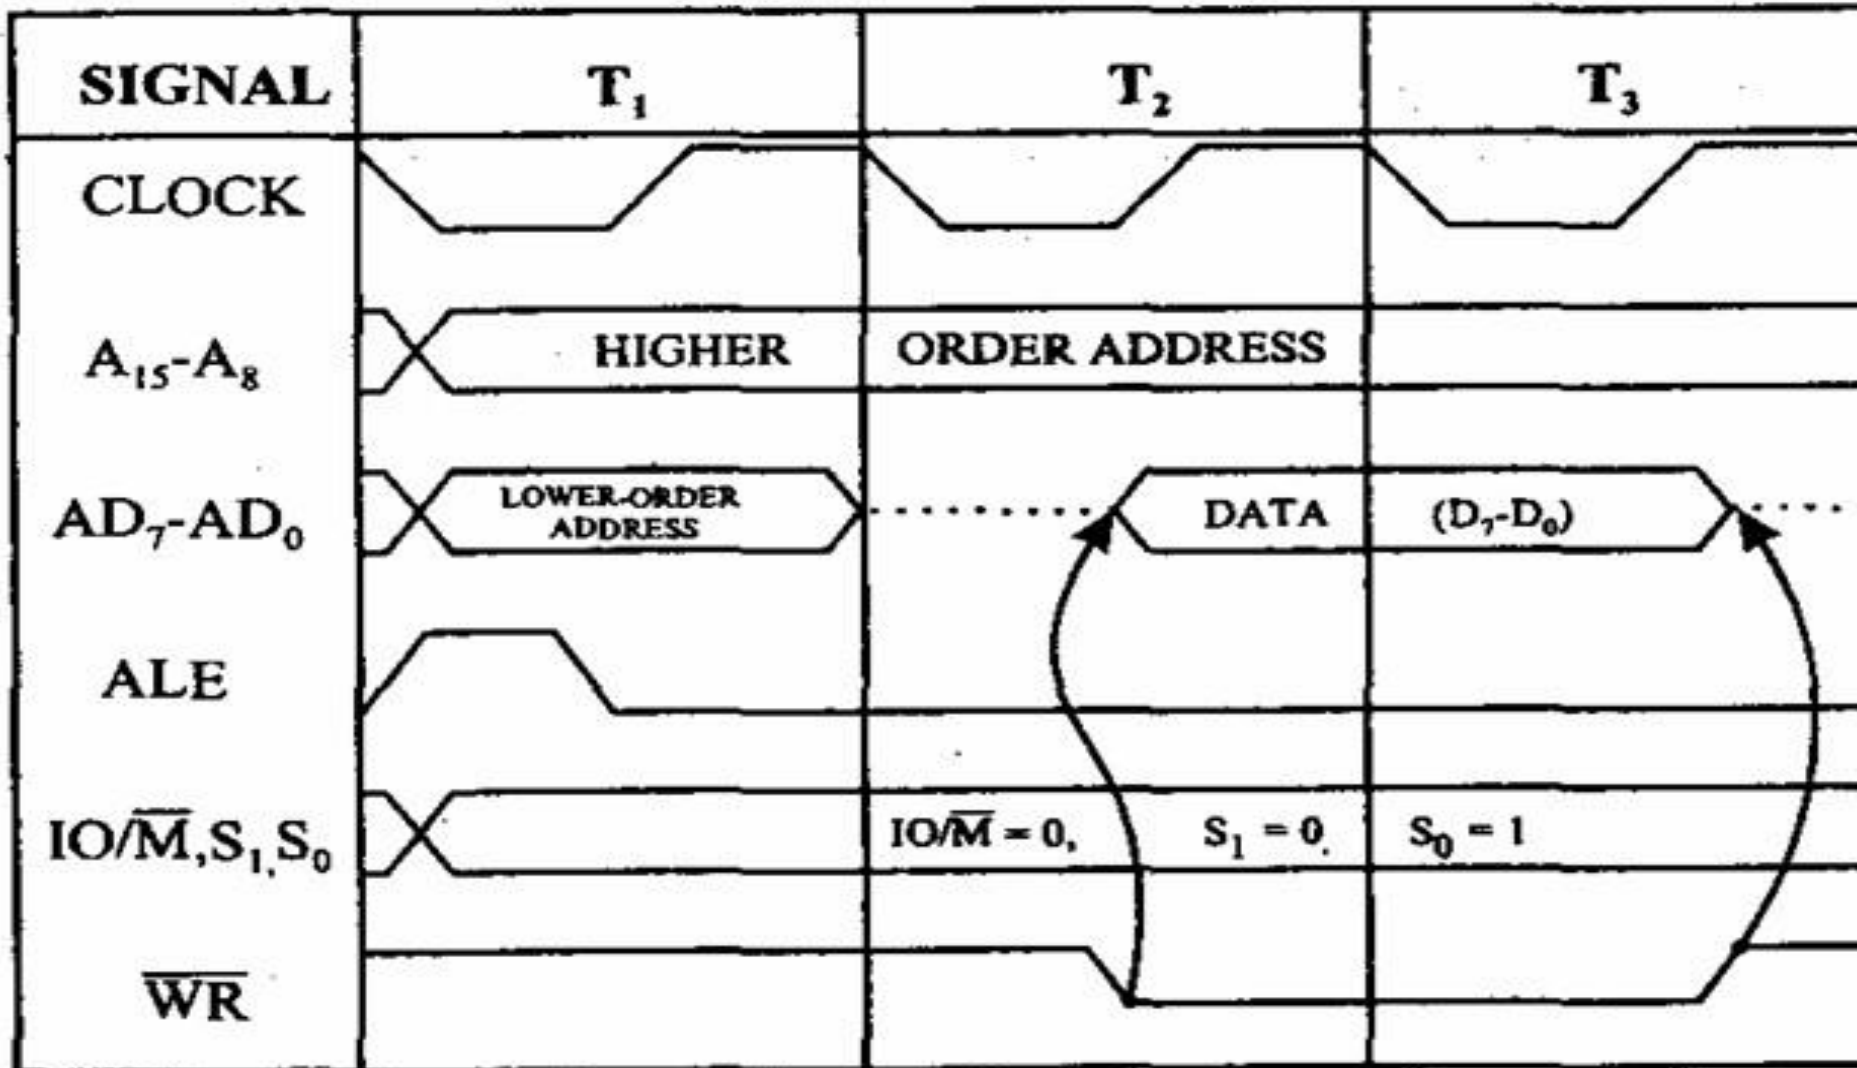 SIGNAL T₁ T₂ T₃
CLOCK
A₁₅-A₈ HIGHER ORDER ADDRESS
AD₇-AD₀ LOWER-ORDER ADDRESS DATA (D₇-D₀)
ALE
IO/M̅,S₁,S₀ IO/M̅ = 0, S₁ = 0, S₀ = 1
W̅R̅